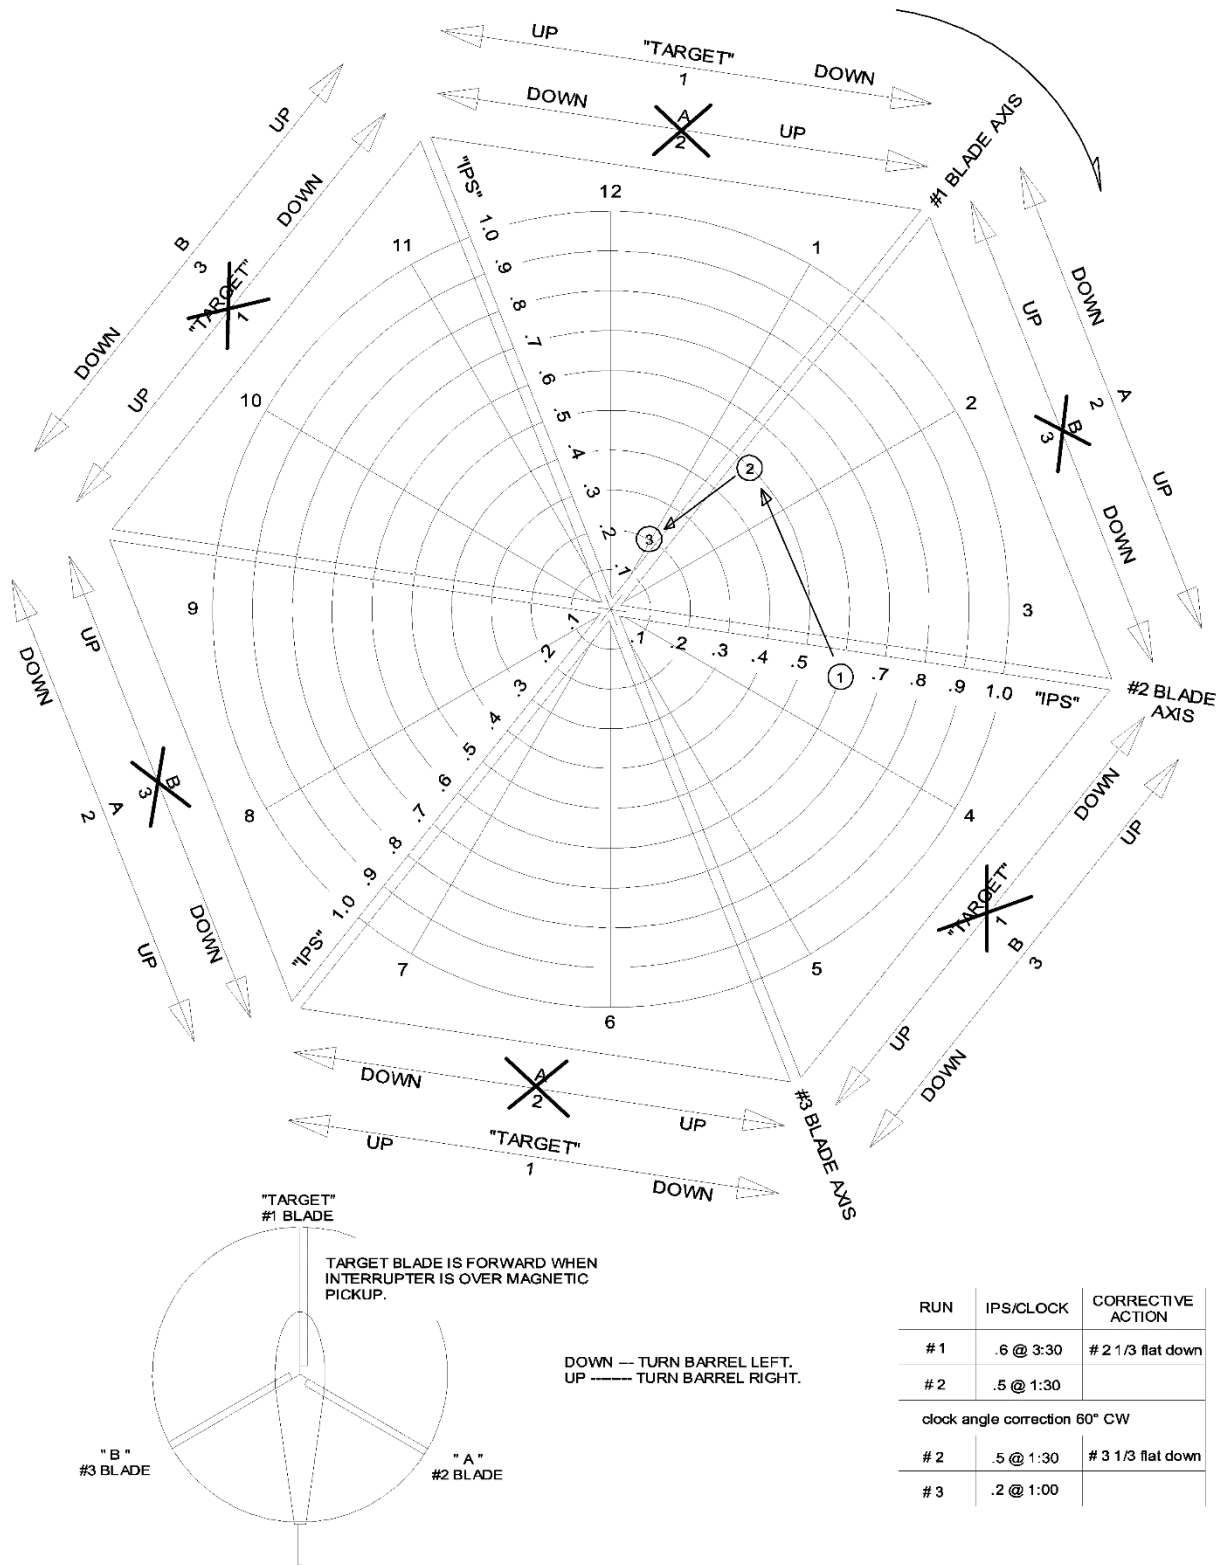 UP "TARGET" DOWN
1
DOWN A UP
2
#1 BLADE AXIS
UP
B
3
DOWN
DOWN
"TARGET"
1
UP
"IPS" 1.0 .9 .8 .7 .6 .5 .4 .3 .2 .1
12
1
2
3
4
5
6
7
8
9
10
11
DOWN
A
2
UP
UP
B
3
DOWN
2
3
1
.1 .2 .3 .4 .5 .7 .8 .9 1.0 "IPS"
#2 BLADE
AXIS
.1 .2 .3 .4 .5 .6 .7 .8 .9 1.0 "IPS"
UP
B
3
DOWN
DOWN
A
2
UP
DOWN
"TARGET"
1
UP
UP
B
3
DOWN
DOWN A UP
2
UP "TARGET" DOWN
1
#3 BLADE AXIS
"TARGET"
#1 BLADE
TARGET BLADE IS FORWARD WHEN
INTERRUPTER IS OVER MAGNETIC
PICKUP.
"B"
#3 BLADE
"A"
#2 BLADE
DOWN --- TURN BARREL LEFT.
UP ------- TURN BARREL RIGHT.
RUN IPS/CLOCK CORRECTIVE
ACTION
#1 .6 @ 3:30 #2 1/3 flat down
#2 .5 @ 1:30
clock angle correction 60° CW
#2 .5 @ 1:30 #3 1/3 flat down
#3 .2 @ 1:00